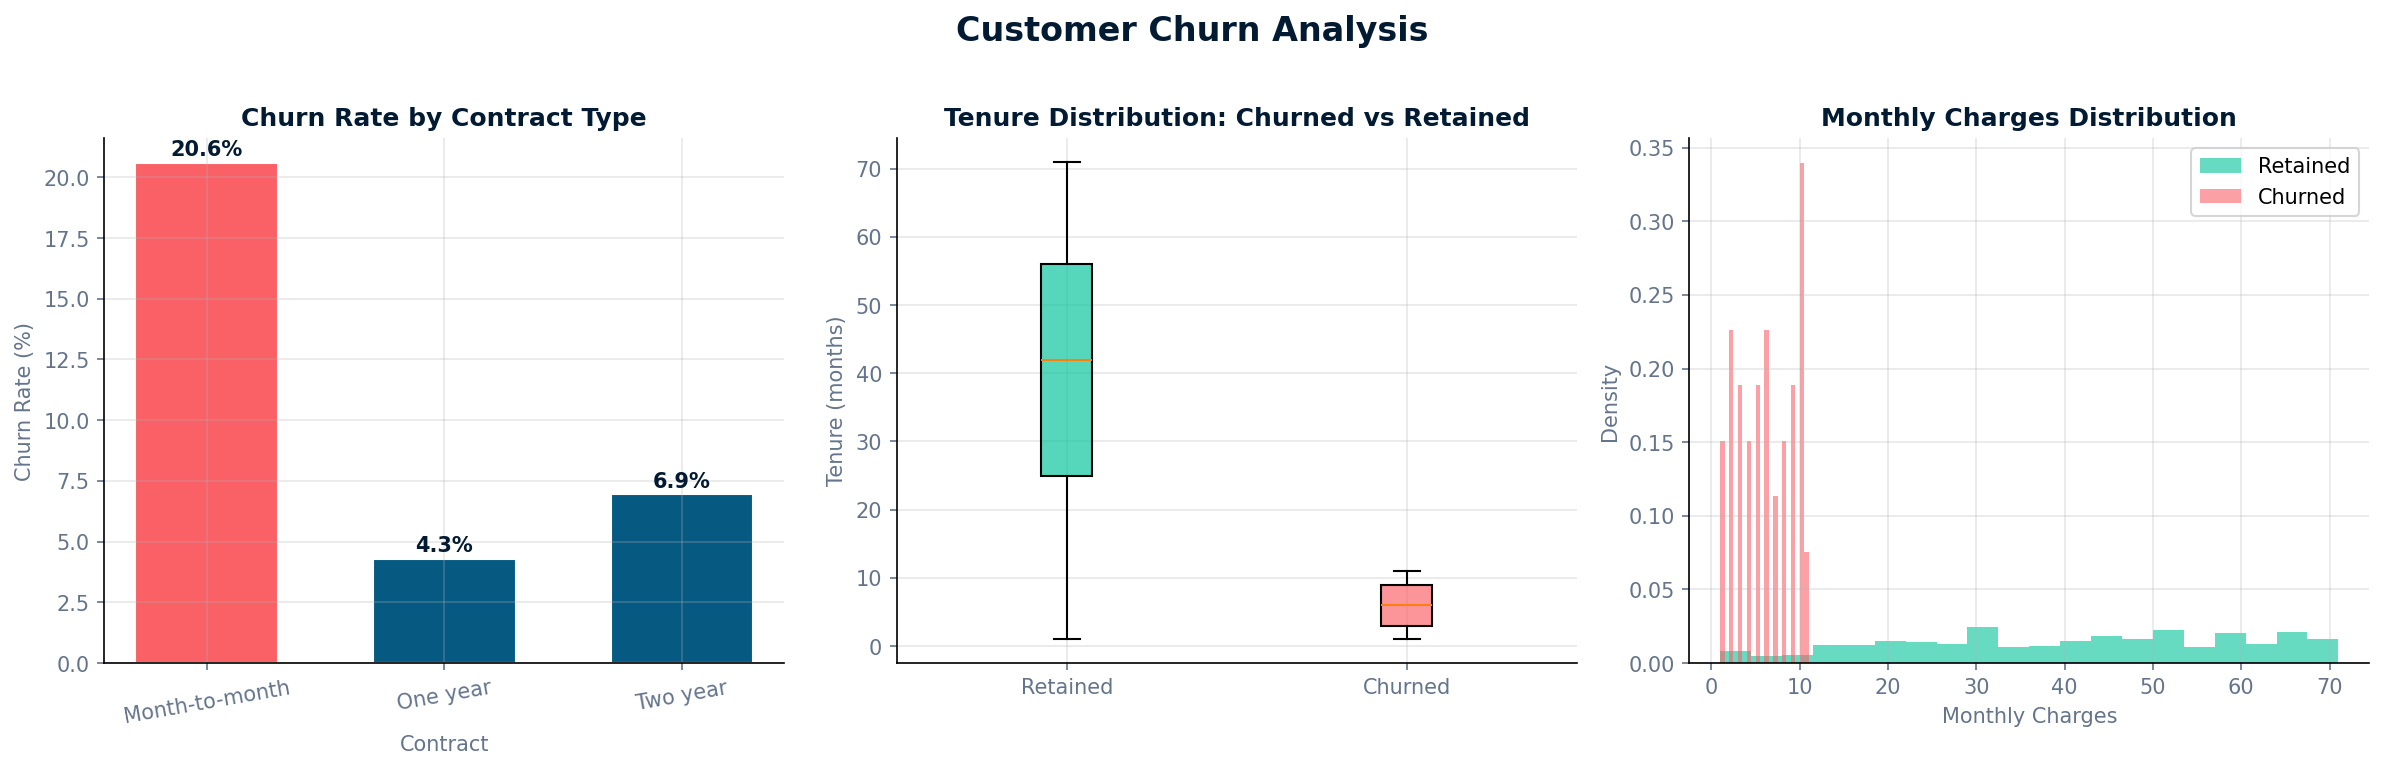 Customer Churn Analysis
Churn Rate by Contract Type
Churn Rate (%)
20.0
17.5
15.0
12.5
10.0
7.5
5.0
2.5
0.0
20.6%
4.3%
6.9%
Month-to-month
One year
Two year
Contract
Tenure Distribution: Churned vs Retained
Tenure (months)
70
60
50
40
30
20
10
0
Retained
Churned
Monthly Charges Distribution
Density
0.35
0.30
0.25
0.20
0.15
0.10
0.05
0.00
Retained
Churned
0
10
20
30
40
50
60
70
Monthly Charges